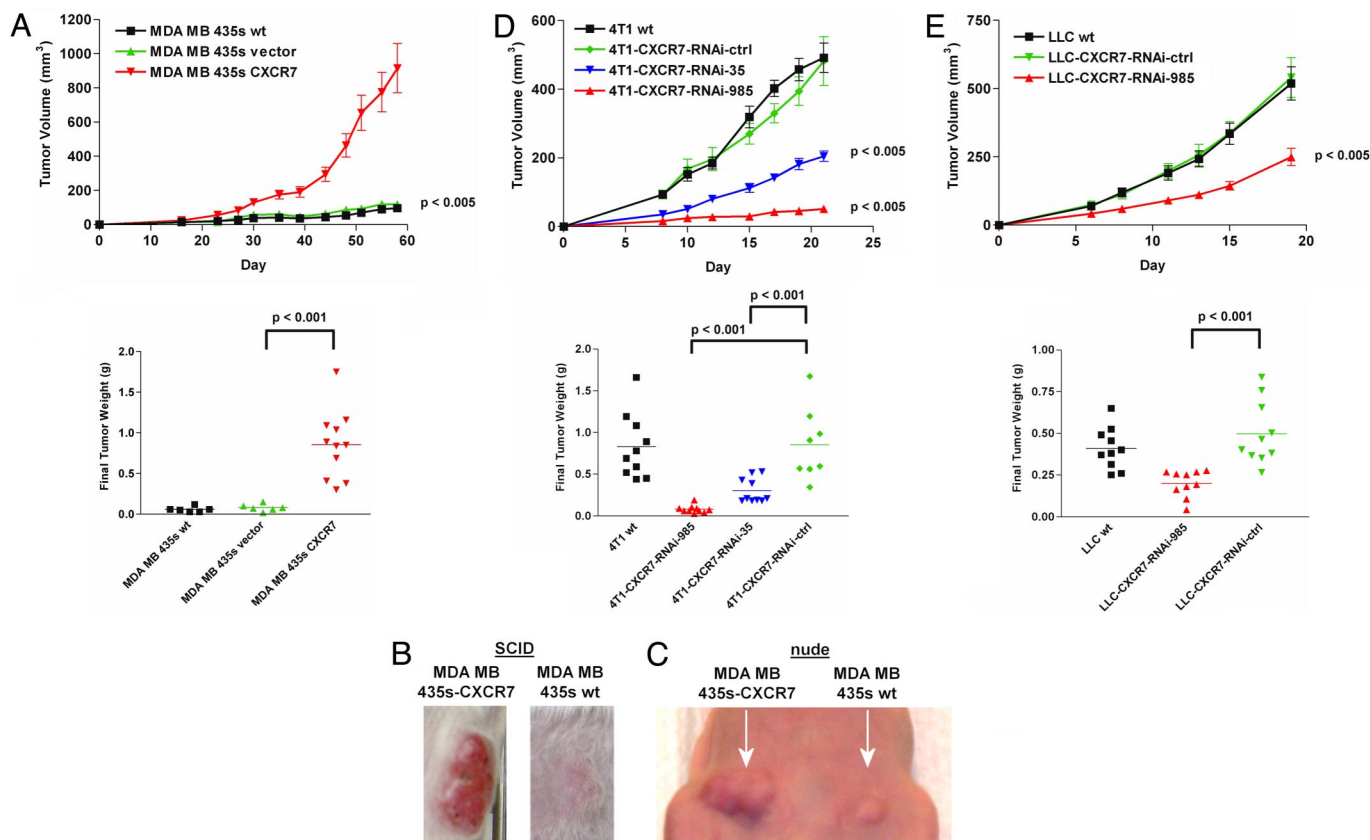 A
1200
1000
800
600
400
200
0
Tumor Volume (mm3)
MDA MB 435s wt
MDA MB 435s vector
MDA MB 435s CXCR7
p < 0.005
0 10 20 30 40 50 60
Day
p < 0.001
2.0
1.5
1.0
0.5
0.0
Final Tumor Weight (g)
MDA MB 435s wt
MDA MB 435s vector
MDA MB 435s CXCR7
D
600
400
200
0
Tumor Volume (mm3)
4T1 wt
4T1-CXCR7-RNAi-ctrl
4T1-CXCR7-RNAi-35
4T1-CXCR7-RNAi-985
p < 0.005
p < 0.005
0 5 10 15 20 25
Day
p < 0.001
p < 0.001
2.0
1.5
1.0
0.5
0.0
Final Tumor Weight (g)
4T1 wt
4T1-CXCR7-RNAi-985
4T1-CXCR7-RNAi-35
4T1-CXCR7-RNAi-ctrl
E
750
500
250
0
Tumor Volume (mm3)
LLC wt
LLC-CXCR7-RNAi-ctrl
LLC-CXCR7-RNAi-985
p < 0.005
0 5 10 15 20
Day
p < 0.001
1.00
0.75
0.50
0.25
0.00
Final Tumor Weight (g)
LLC wt
LLC-CXCR7-RNAi-985
LLC-CXCR7-RNAi-ctrl
B
SCID
MDA MB
435s-CXCR7
MDA MB
435s wt
C
nude
MDA MB
435s-CXCR7
MDA MB
435s wt